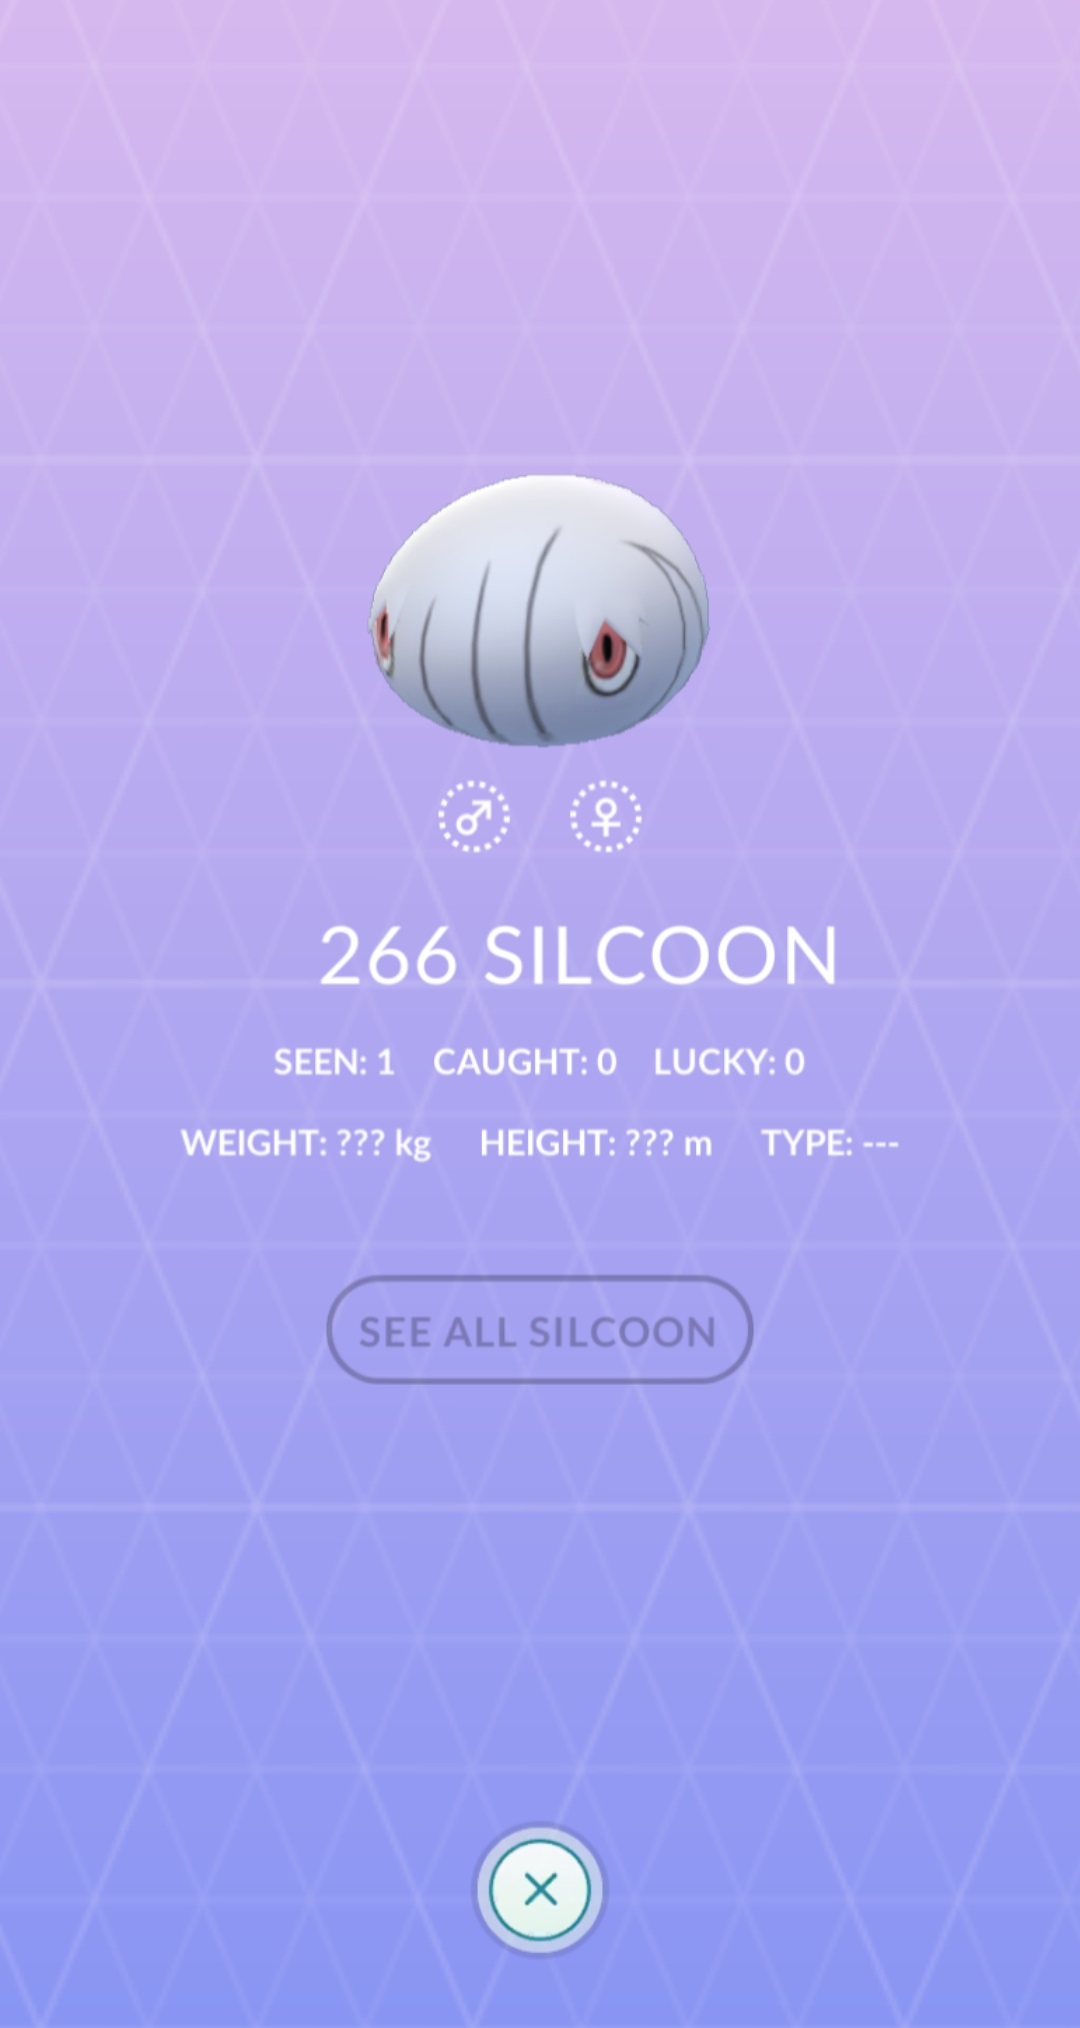 ♂ ♀
266 SILCOON
SEEN: 1 CAUGHT: 0 LUCKY: 0
WEIGHT: ??? kg HEIGHT: ??? m TYPE: ---
SEE ALL SILCOON